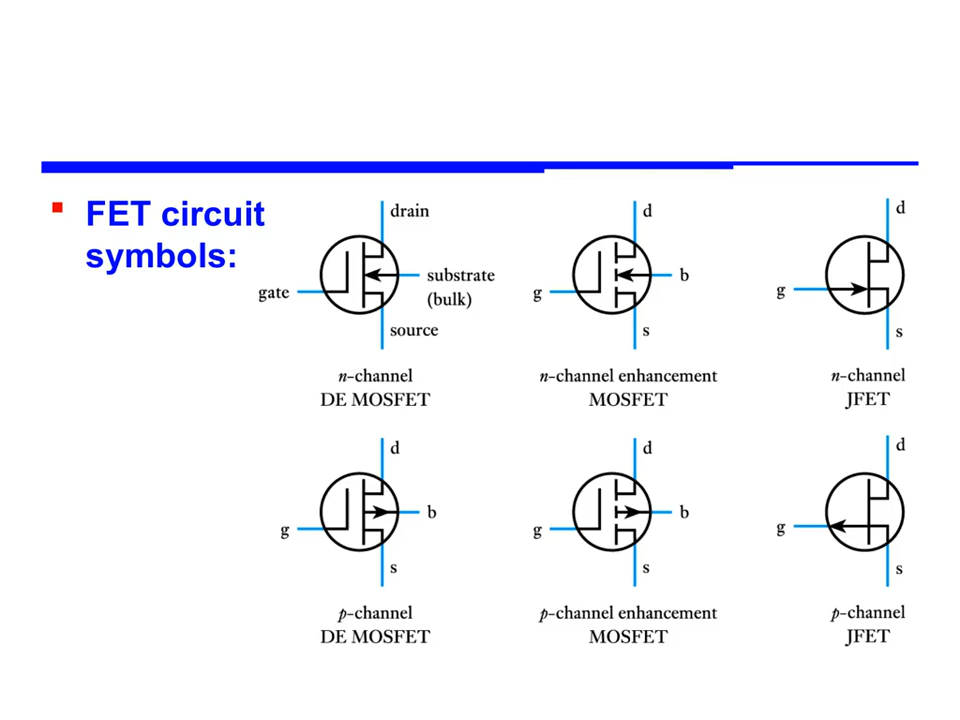 FET circuit
symbols:
drain
gate
substrate
(bulk)
source
n-channel
DE MOSFET
d
g
b
s
n-channel enhancement
MOSFET
d
g
s
n-channel
JFET
d
g
b
s
p-channel
DE MOSFET
d
g
b
s
p-channel enhancement
MOSFET
d
g
s
p-channel
JFET